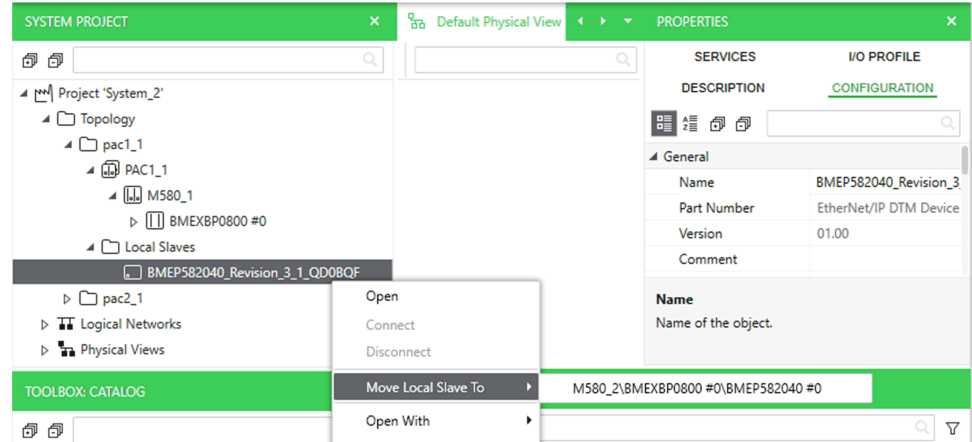 SYSTEM PROJECT
Default Physical View
PROPERTIES
SERVICES
I/O PROFILE
DESCRIPTION
CONFIGURATION
Project 'System_2'
Topology
pac1_1
PAC1_1
M580_1
BMEXBP0800 #0
Local Slaves
BMEP582040_Revision_3_1_QD0BQF
pac2_1
Logical Networks
Physical Views
General
Name BMEP582040_Revision_3_
Part Number EtherNet/IP DTM Device
Version 01.00
Comment
Name
Name of the object.
Open
Connect
Disconnect
Move Local Slave To
M580_2\BMEXBP0800 #0\BMEP582040 #0
Open With
TOOLBOX: CATALOG